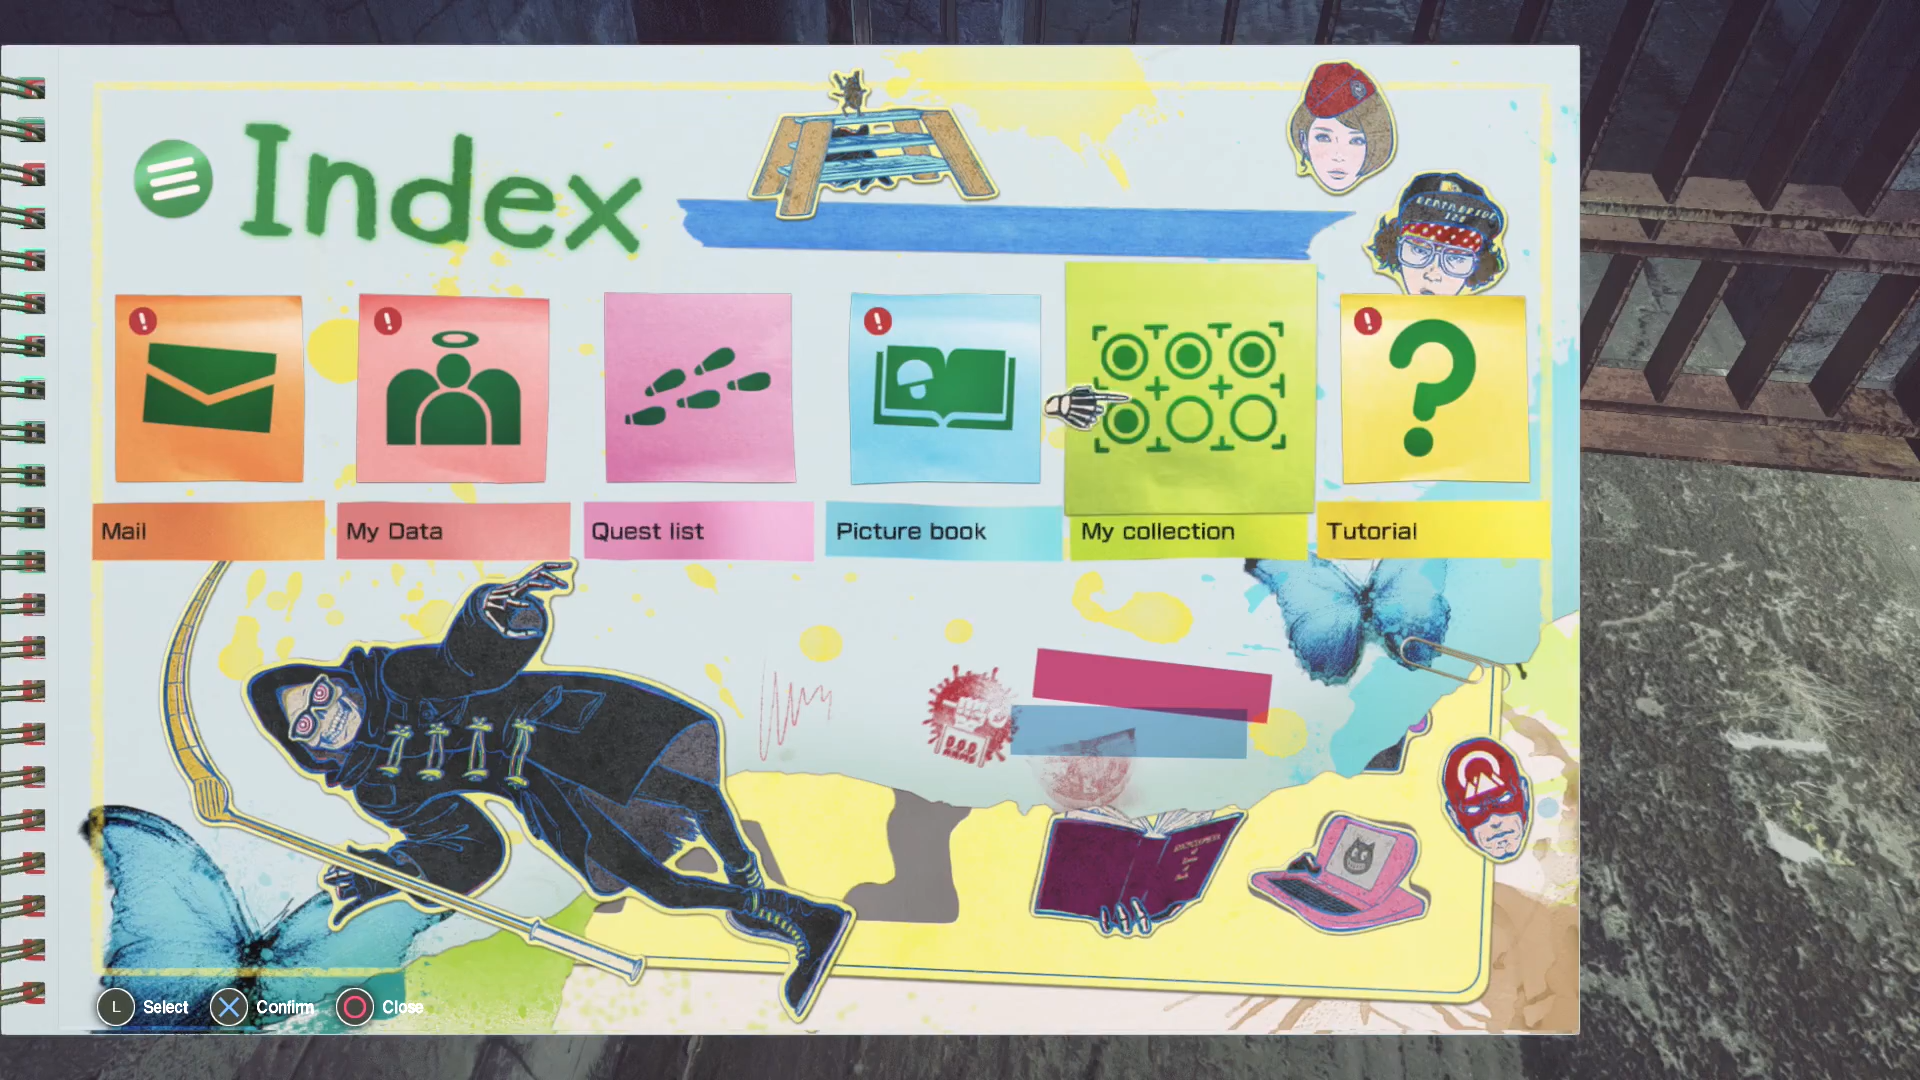 Index
Mail
My Data
Quest list
Picture book
My collection
Tutorial
L Select
Confirm
Close